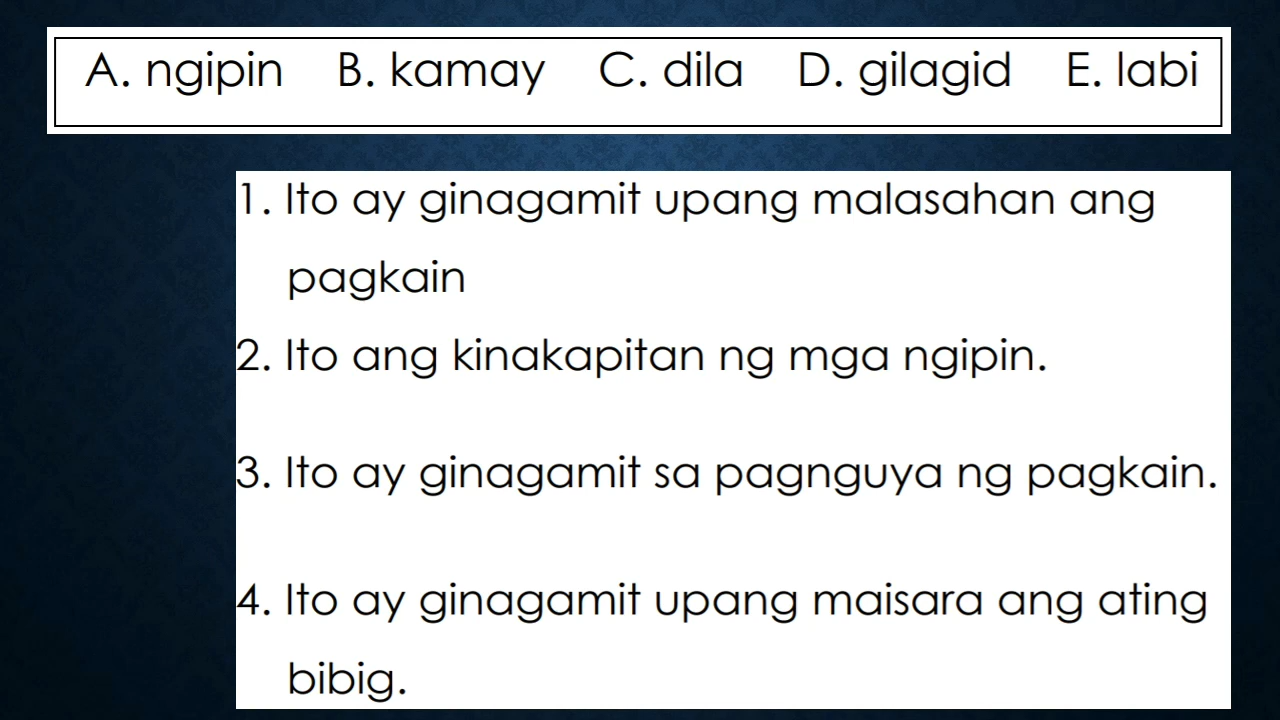 A. ngipin B. kamay C. dila D. gilagid E. labi
1. Ito ay ginagamit upang malasahan ang
pagkain
2. Ito ang kinakapitan ng mga ngipin.
3. Ito ay ginagamit sa pagnguya ng pagkain.
4. Ito ay ginagamit upang maisara ang ating
bibig.